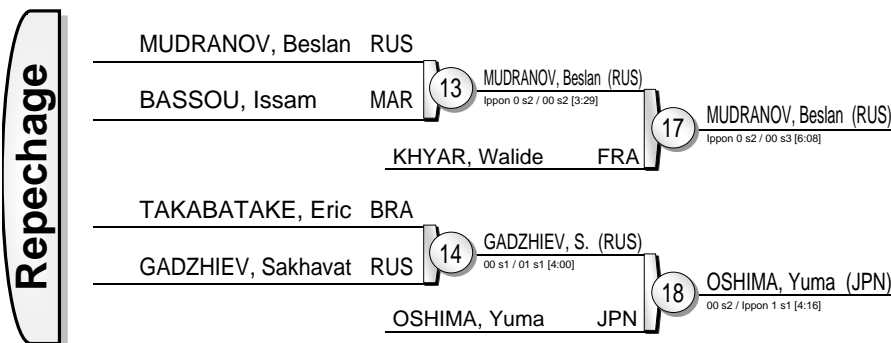 Repechage
MUDRANOV, Beslan RUS
BASSOU, Issam MAR
13
MUDRANOV, Beslan (RUS)
Ippon 0 s2 / 00 s2 [3:29]
KHYAR, Walide FRA
17
MUDRANOV, Beslan (RUS)
Ippon 0 s2 / 00 s3 [6:08]
TAKABATAKE, Eric BRA
GADZHIEV, Sakhavat RUS
14
GADZHIEV, S. (RUS)
00 s1 / 01 s1 [4:00]
OSHIMA, Yuma JPN
18
OSHIMA, Yuma (JPN)
00 s2 / Ippon 1 s1 [4:16]